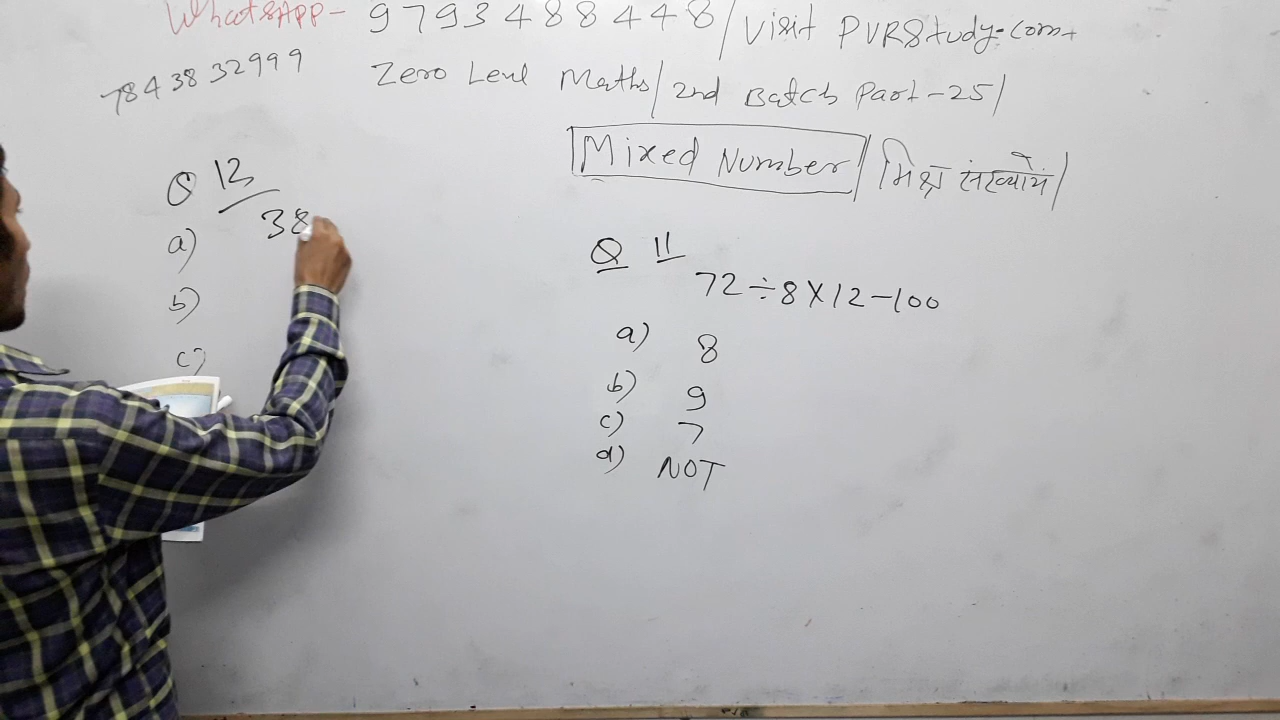 WhatsAPP- 9793488448/Visit PVRStudy.com
7843832999
Zero Level Maths/2nd Batch Part-25/
Mixed Number/मिश्र संख्यायें/
Q 12
38
a)
b)
c)
Q 11
72÷8×12-100
a) 8
b) 9
c) 7
d) NOT